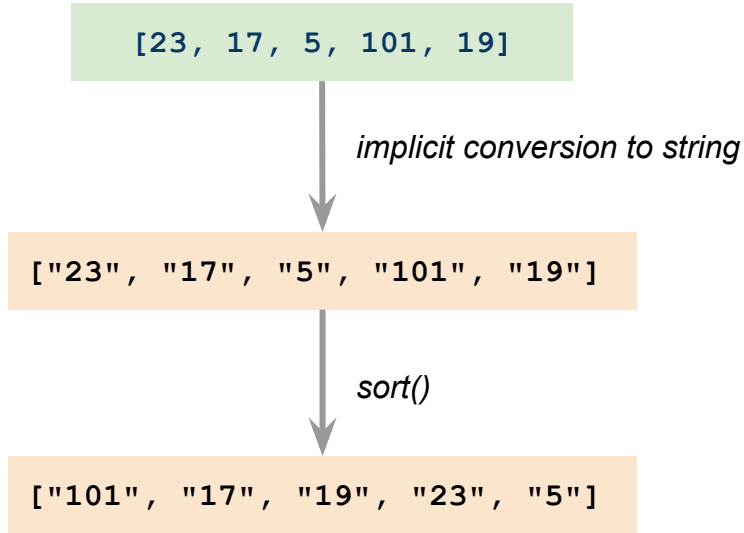 [23, 17, 5, 101, 19]
implicit conversion to string
["23", "17", "5", "101", "19"]
sort()
["101", "17", "19", "23", "5"]